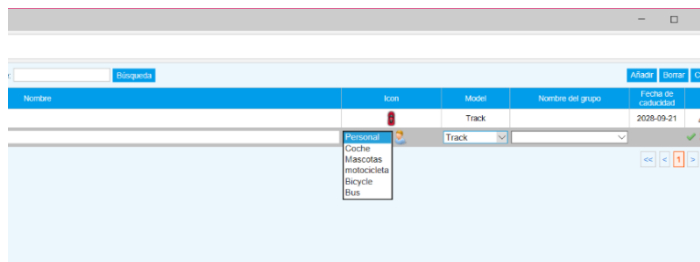 Búsqueda Añadir Borrar
Nombre Icon Model Nombre del grupo Fecha de caducidad
Track 2028-09-21
Personal Track
Coche
Mascotas
motocicleta
Bicycle
Bus
<< < 1 >